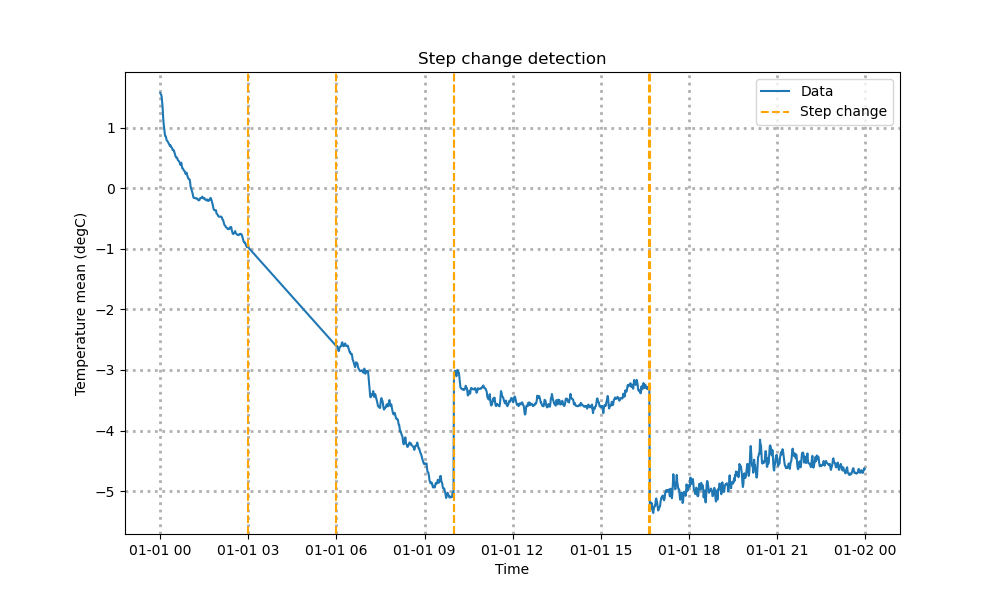 Step change detection
Data
Step change
Temperature mean (degC)
1
0
−1
−2
−3
−4
−5
01-01 00 01-01 03 01-01 06 01-01 09 01-01 12 01-01 15 01-01 18 01-01 21 01-02 00
Time